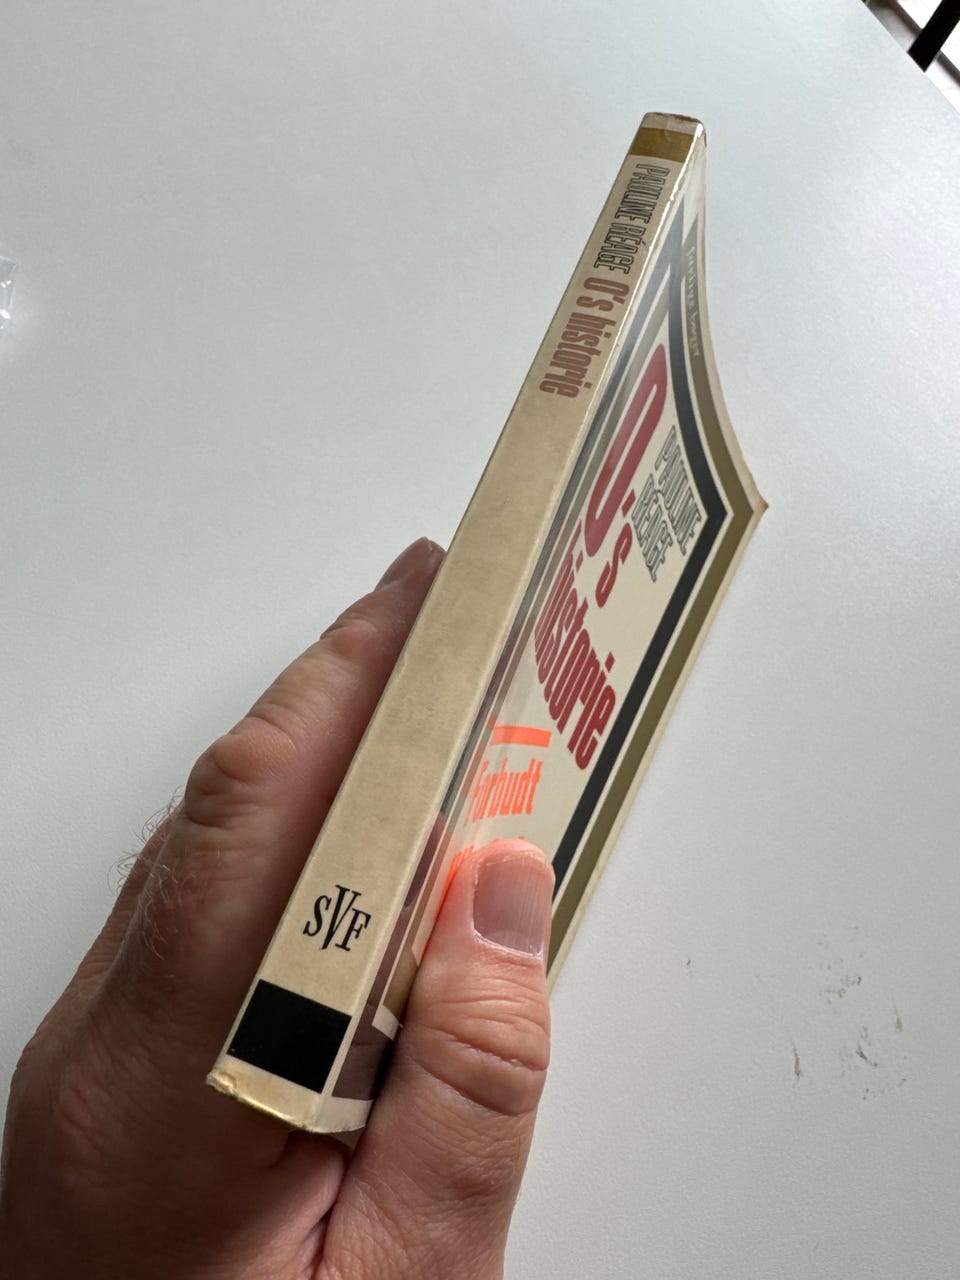 PAULINE RÉAGE O's historie
SVF
PAULINE
RÉAGE
O's
historie
Forbudt